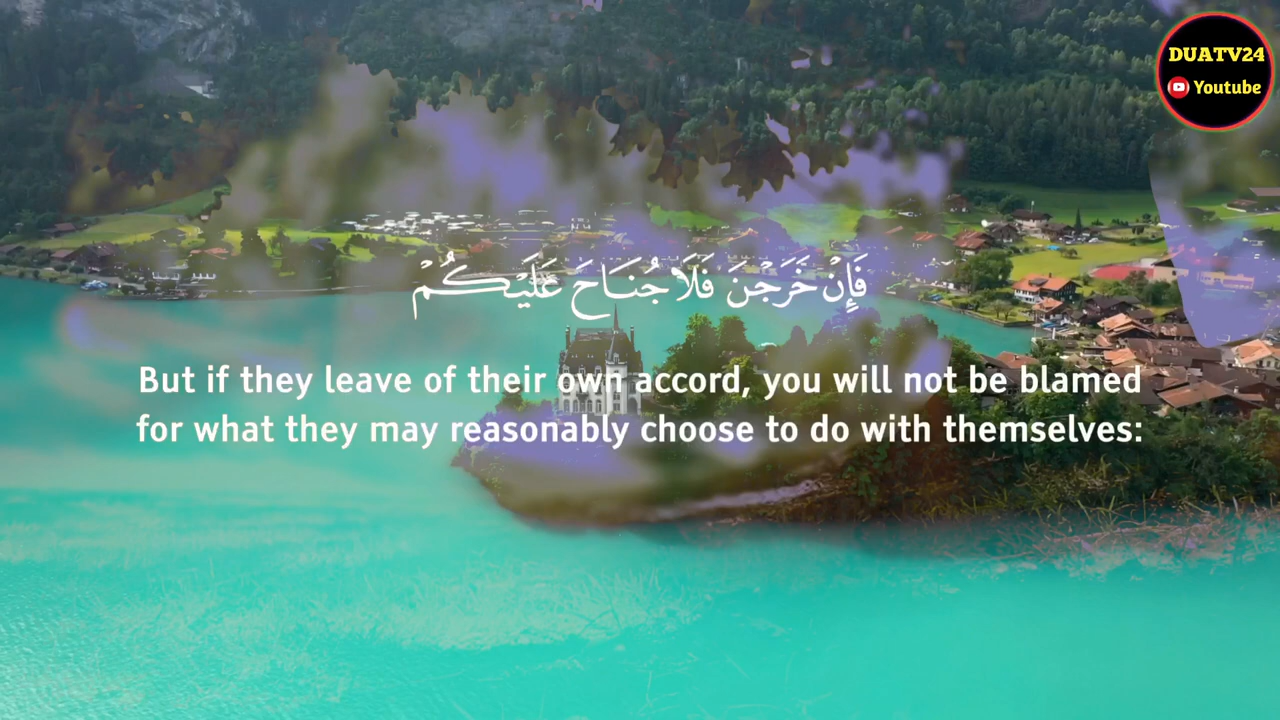 DUATV24
Youtube
فَإِنْ خَرَجْنَ فَلَا جُنَاحَ عَلَيْكُمْ
But if they leave of their own accord, you will not be blamed
for what they may reasonably choose to do with themselves: